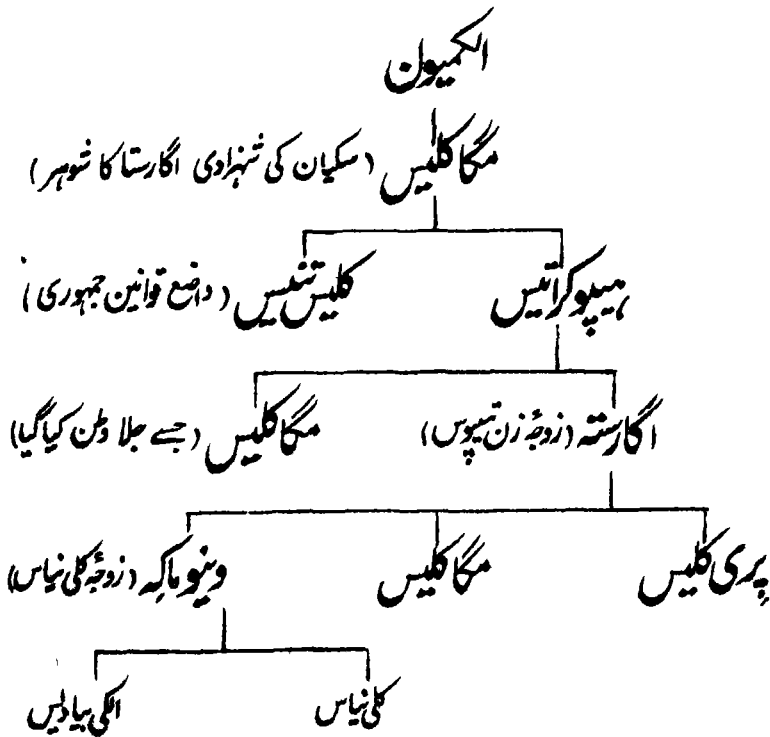 الکمیون
مگاکلیس (سکیان کی شہزادی اگارستا کا شوہر)
ہیپوکراتیس کلیس تنیس (واضع قوانین جمہوری)
اگارستہ (زوجۂ زن تیپوس) مگاکلیس (جسے جلا وطن کیا گیا)
پری کلیس مگاکلیس وینوماکہ (زوجۂ کلی نیاس)
کلی نیاس الکی بیادیس